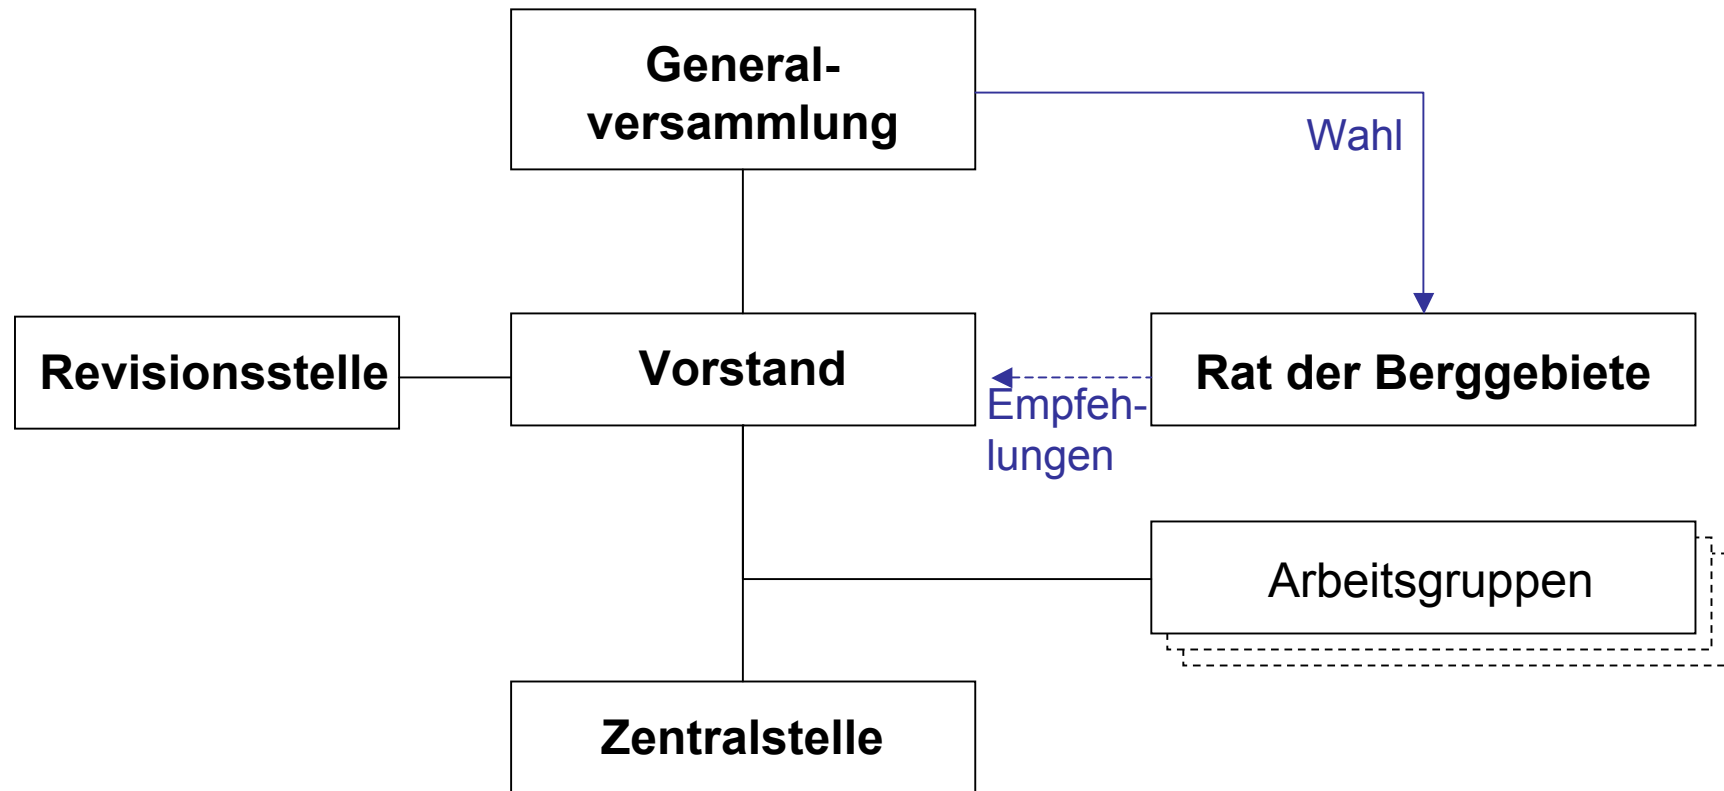 General-
versammlung
Wahl
Revisionsstelle
Vorstand
Rat der Berggebiete
Empfeh-
lungen
Arbeitsgruppen
Zentralstelle